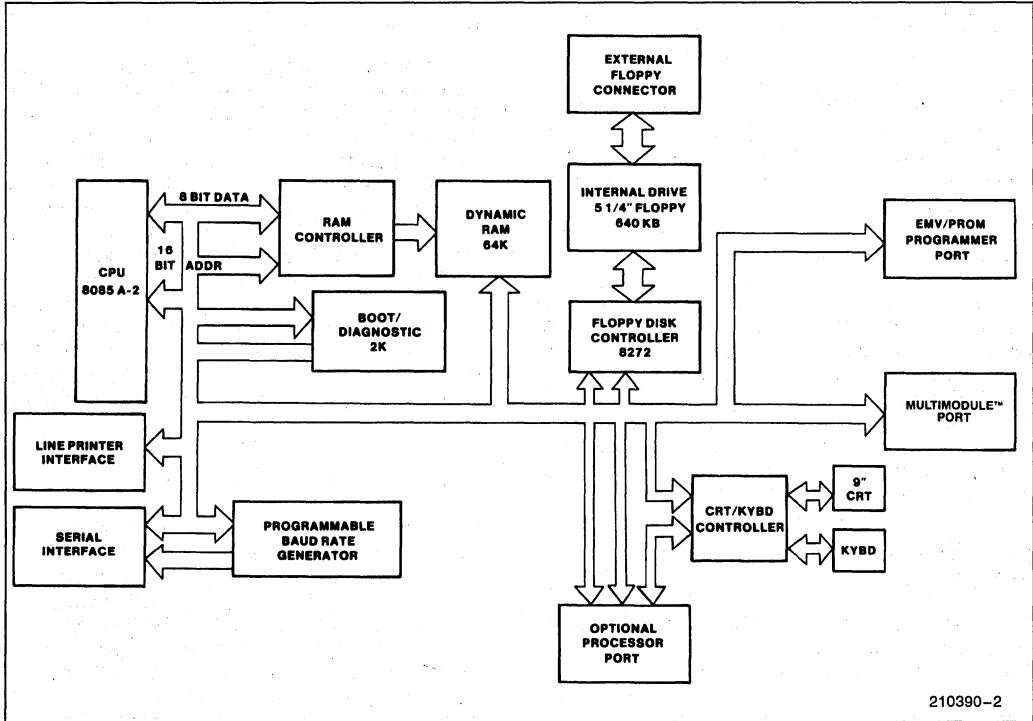 EXTERNAL
FLOPPY
CONNECTOR
8 BIT DATA
16
BIT
ADDR
CPU
8085 A-2
RAM
CONTROLLER
DYNAMIC
RAM
64K
INTERNAL DRIVE
5 1/4" FLOPPY
640 KB
EMV/PROM
PROGRAMMER
PORT
BOOT/
DIAGNOSTIC
2K
FLOPPY DISK
CONTROLLER
8272
MULTIMODULE™
PORT
LINE PRINTER
INTERFACE
CRT/KYBD
CONTROLLER
9"
CRT
KYBD
SERIAL
INTERFACE
PROGRAMMABLE
BAUD RATE
GENERATOR
OPTIONAL
PROCESSOR
PORT
210390-2